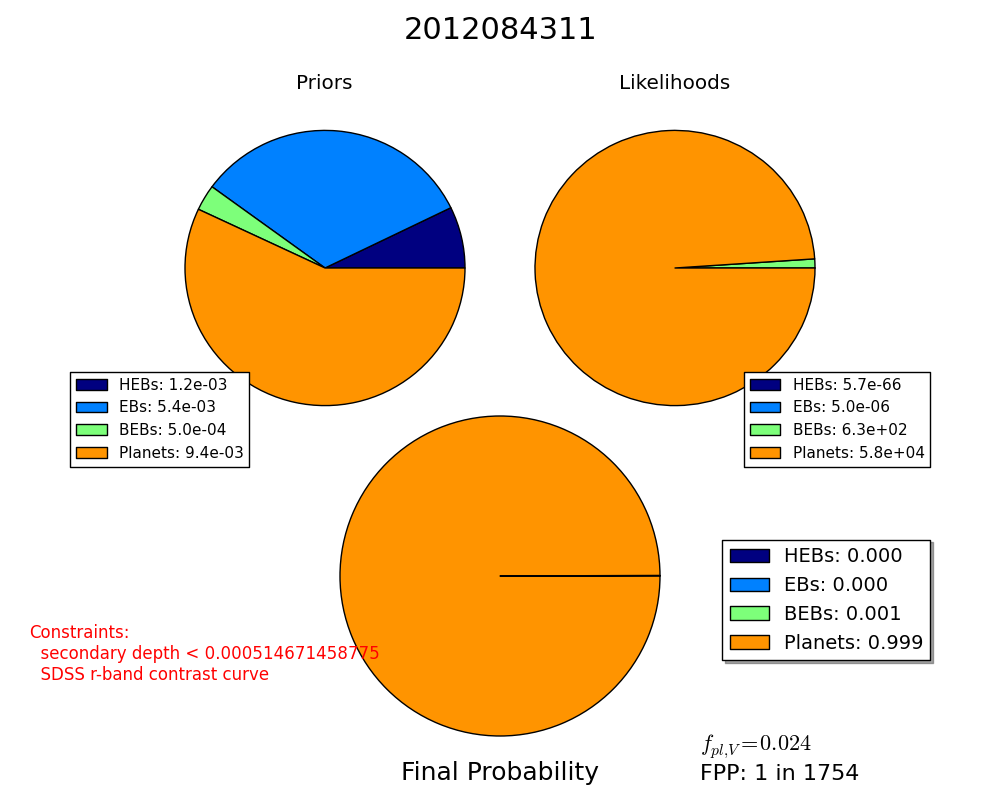 2012084311
Priors
Likelihoods
HEBs: 1.2e-03
EBs: 5.4e-03
BEBs: 5.0e-04
Planets: 9.4e-03
HEBs: 5.7e-66
EBs: 5.0e-06
BEBs: 6.3e+02
Planets: 5.8e+04
HEBs: 0.000
EBs: 0.000
BEBs: 0.001
Planets: 0.999
Constraints:
secondary depth < 0.000514671458775
SDSS r-band contrast curve
Final Probability
f_{pl,V} = 0.024
FPP: 1 in 1754